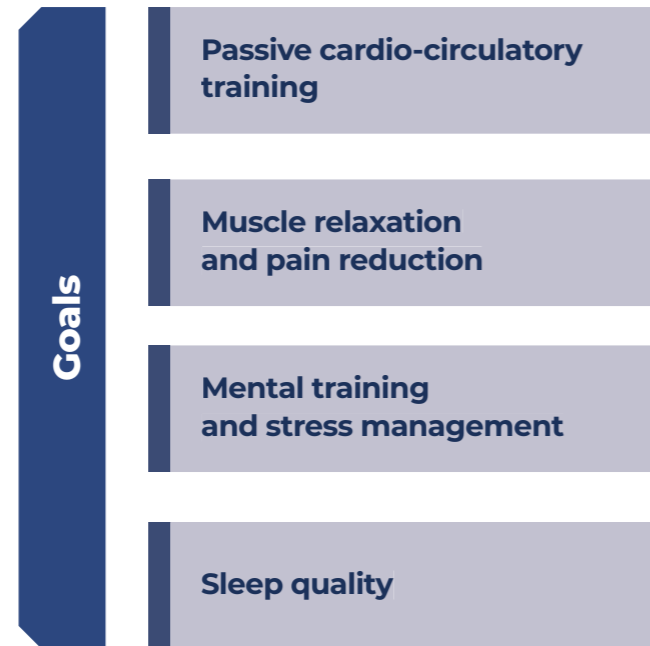 Goals
Passive cardio-circulatory
training
Muscle relaxation
and pain reduction
Mental training
and stress management
Sleep quality